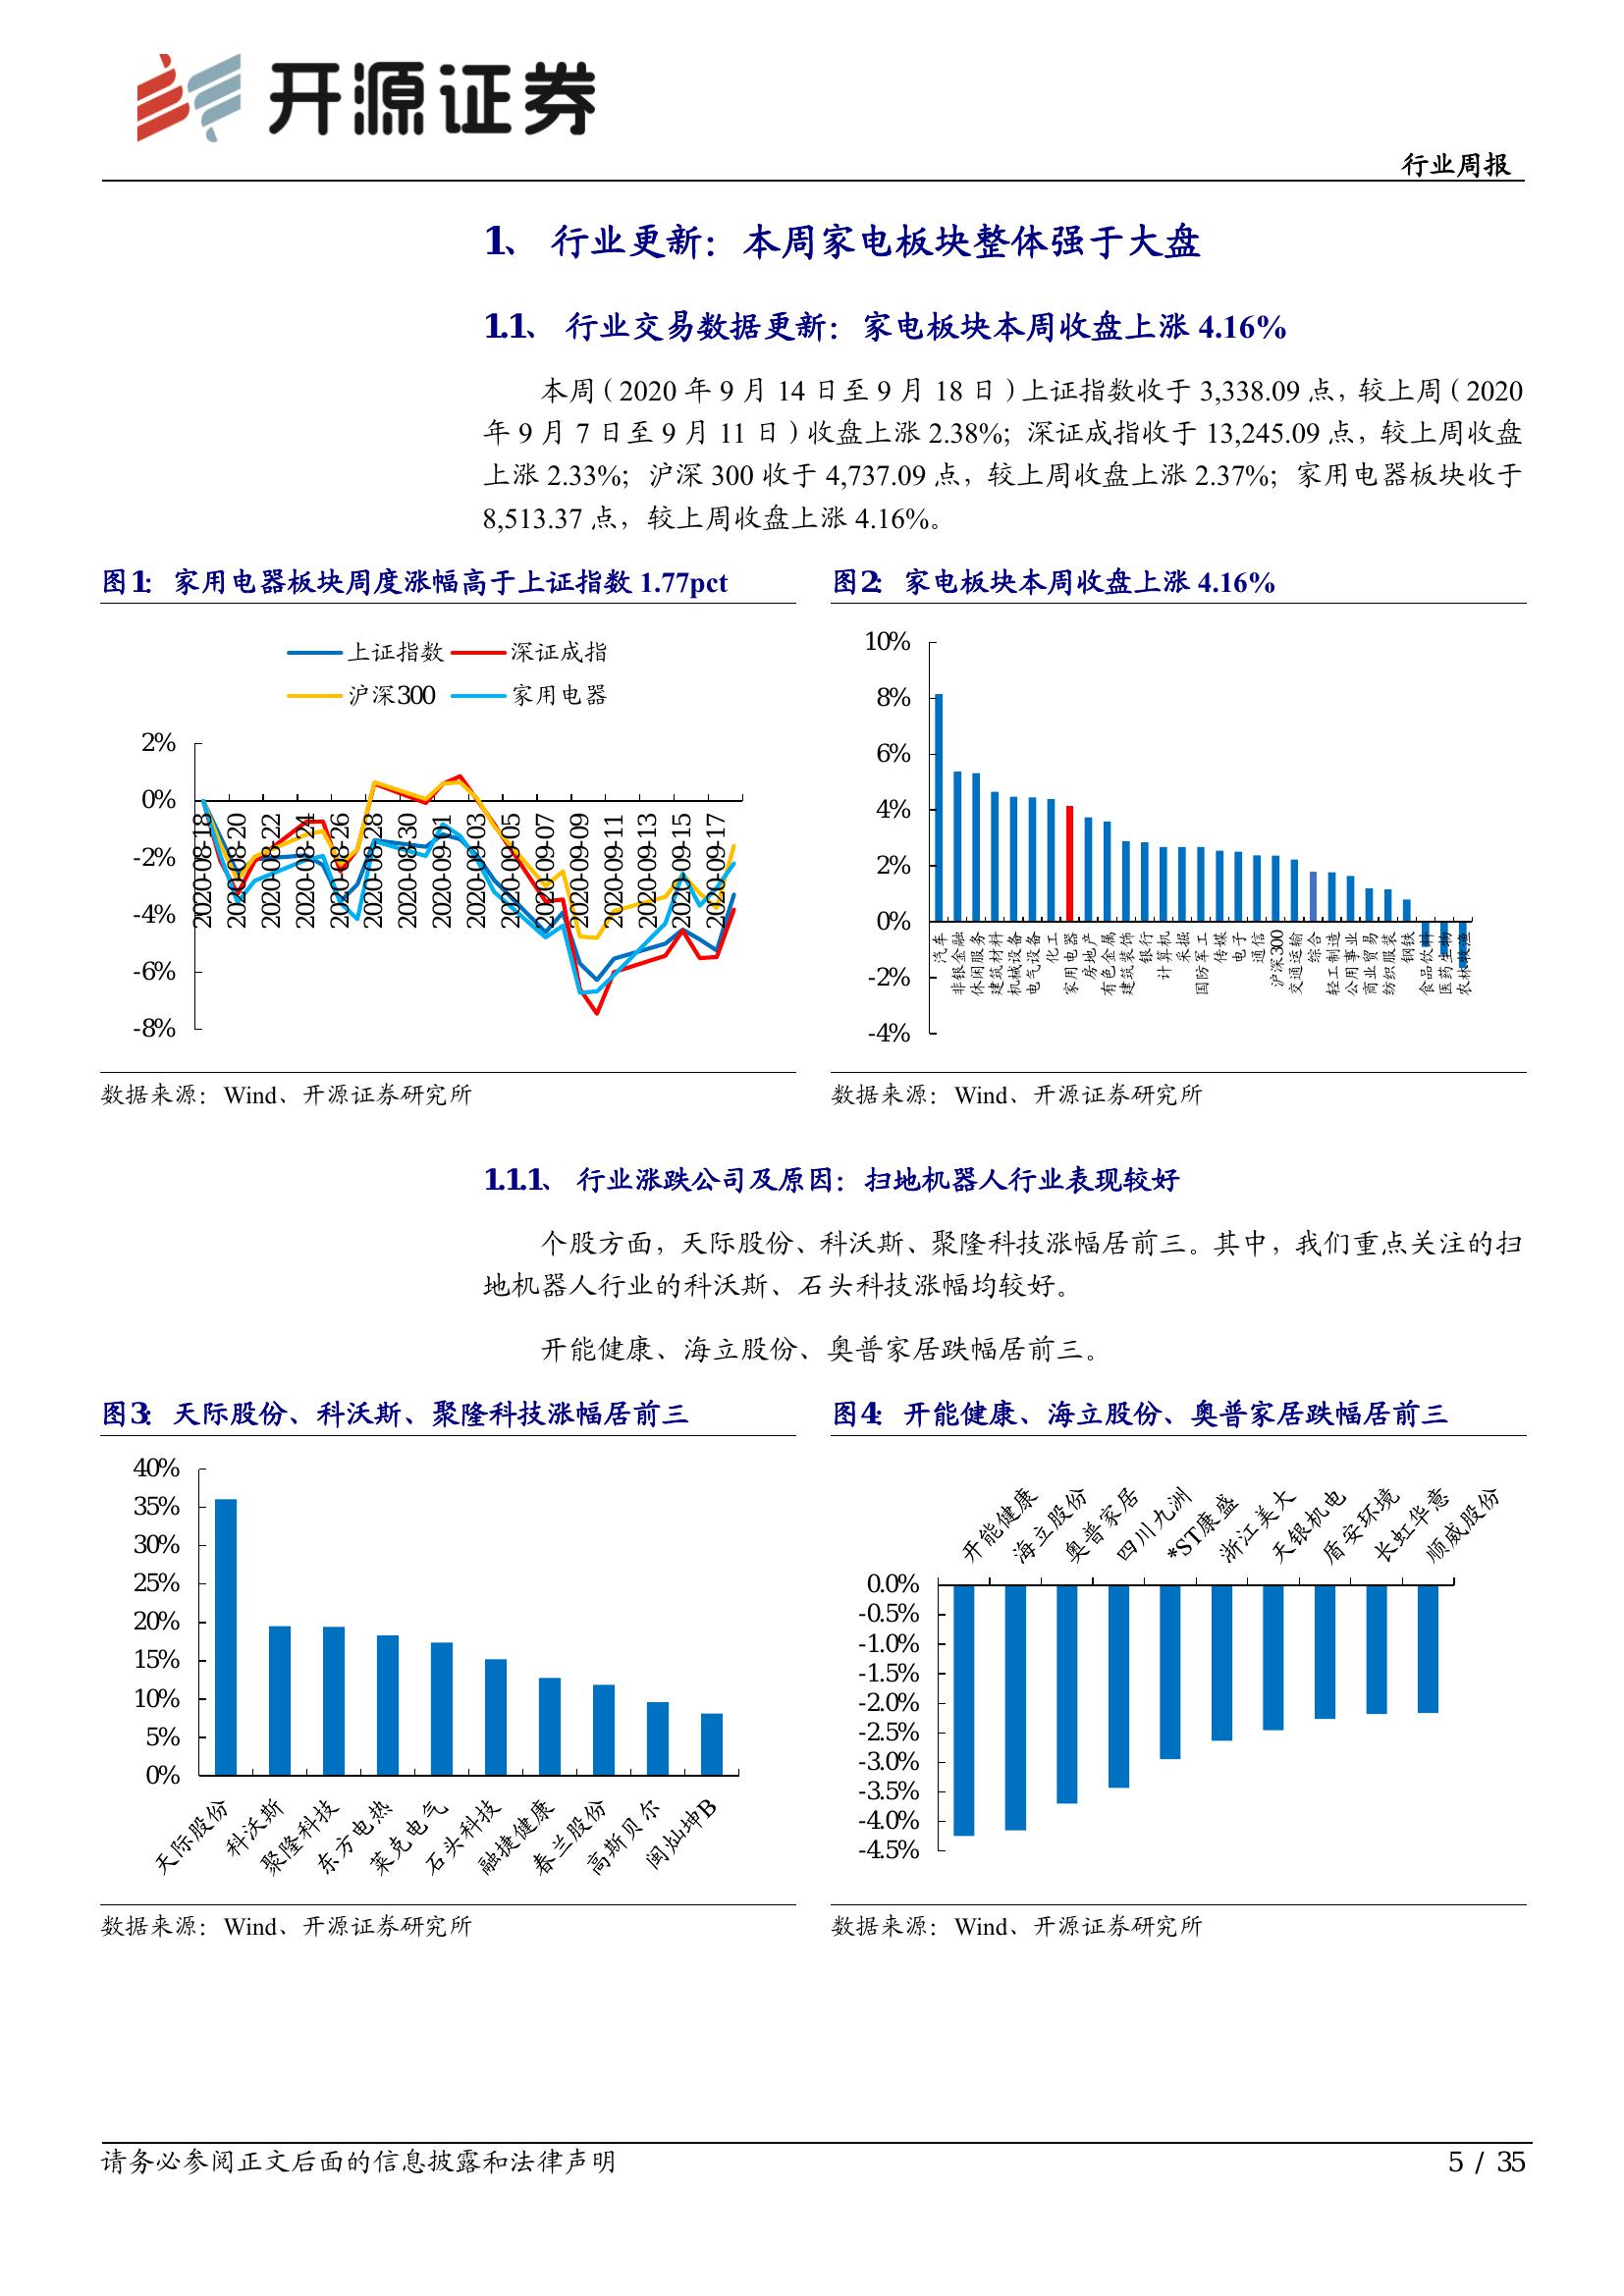 开源证券
行业周报
1、 行业更新：本周家电板块整体强于大盘
1.1、 行业交易数据更新：家电板块本周收盘上涨 4.16%
本周（2020 年 9 月 14 日至 9 月 18 日）上证指数收于 3,338.09 点，较上周（2020
年 9 月 7 日至 9 月 11 日）收盘上涨 2.38%；深证成指收于 13,245.09 点，较上周收盘
上涨 2.33%；沪深 300 收于 4,737.09 点，较上周收盘上涨 2.37%；家用电器板块收于
8,513.37 点，较上周收盘上涨 4.16%。
图1： 家用电器板块周度涨幅高于上证指数 1.77pct
上证指数 深证成指
沪深300 家用电器
2%
0%
-2%
-4%
-6%
-8%
2020-08-18
2020-08-20
2020-08-22
2020-08-24
2020-08-26
2020-08-28
2020-08-30
2020-09-01
2020-09-03
2020-09-05
2020-09-07
2020-09-09
2020-09-11
2020-09-13
2020-09-15
2020-09-17
数据来源：Wind、开源证券研究所
图2： 家电板块本周收盘上涨 4.16%
10%
8%
6%
4%
2%
0%
-2%
-4%
汽车
非银金融
休闲服务
建筑材料
机械设备
电气设备
化工
家用电器
房地产
有色金属
建筑装饰
银行
计算机
采掘
国防军工
传媒
电子
通信
沪深300
交通运输
综合
轻工制造
公用事业
商业贸易
纺织服装
钢铁
食品饮料
医药生物
农林牧渔
数据来源：Wind、开源证券研究所
1.1.1、 行业涨跌公司及原因：扫地机器人行业表现较好
个股方面，天际股份、科沃斯、聚隆科技涨幅居前三。其中，我们重点关注的扫
地机器人行业的科沃斯、石头科技涨幅均较好。
开能健康、海立股份、奥普家居跌幅居前三。
图3： 天际股份、科沃斯、聚隆科技涨幅居前三
40%
35%
30%
25%
20%
15%
10%
5%
0%
天际股份
科沃斯
聚隆科技
东方电热
莱克电气
石头科技
融捷健康
春兰股份
高斯贝尔
闽灿坤B
数据来源：Wind、开源证券研究所
图4： 开能健康、海立股份、奥普家居跌幅居前三
开能健康
海立股份
奥普家居
四川九洲
*ST康盛
浙江美大
天银机电
盾安环境
长虹华意
顺威股份
0.0%
-0.5%
-1.0%
-1.5%
-2.0%
-2.5%
-3.0%
-3.5%
-4.0%
-4.5%
数据来源：Wind、开源证券研究所
请务必参阅正文后面的信息披露和法律声明
5 / 35